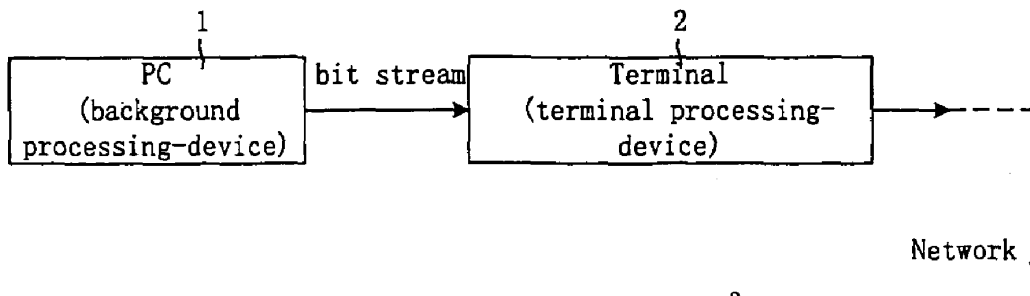 1
2
PC
(background
processing-device)
bit stream
Terminal
(terminal processing-
device)
Network